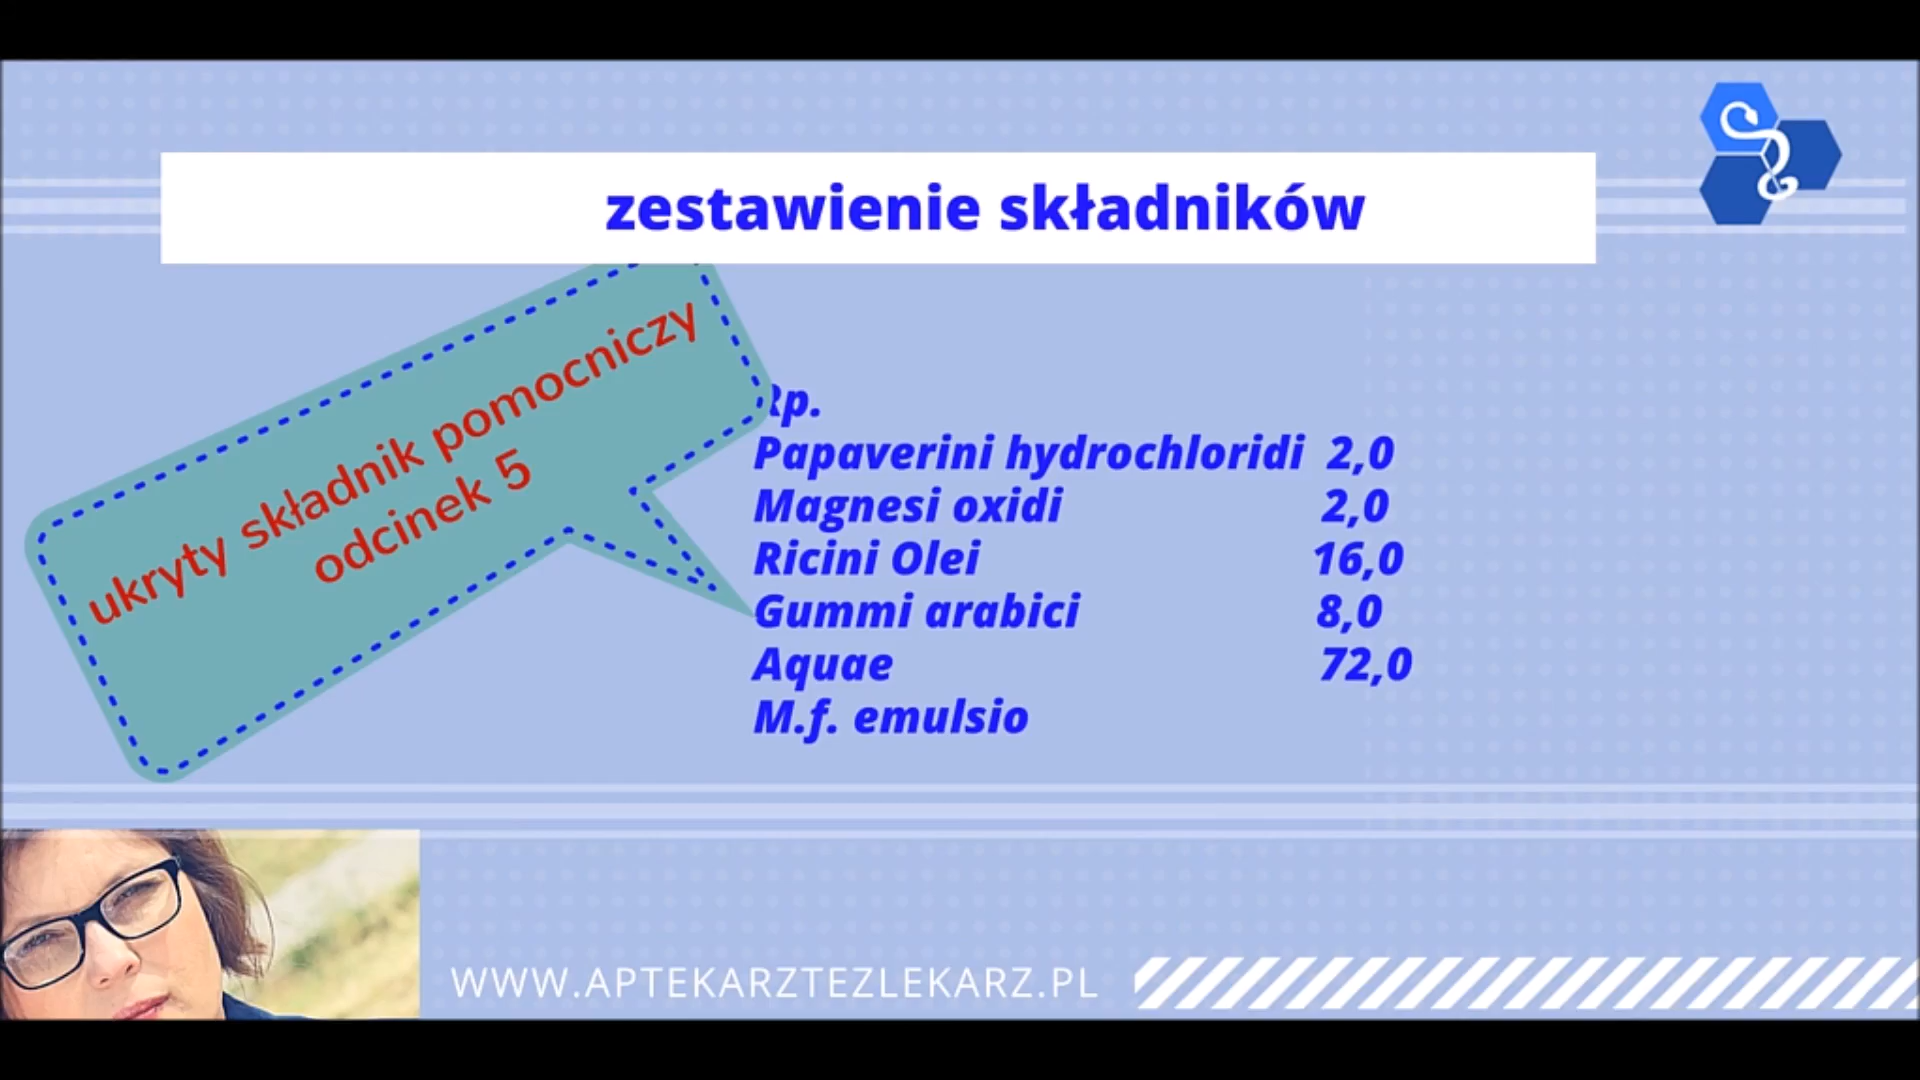 zestawienie składników
ukryty składnik pomocniczy
odcinek 5
Rp.
Papaverini hydrochloridi 2,0
Magnesi oxidi 2,0
Ricini Olei 16,0
Gummi arabici 8,0
Aquae 72,0
M.f. emulsio
WWW.APTEKARZTEZLEKARZ.PL